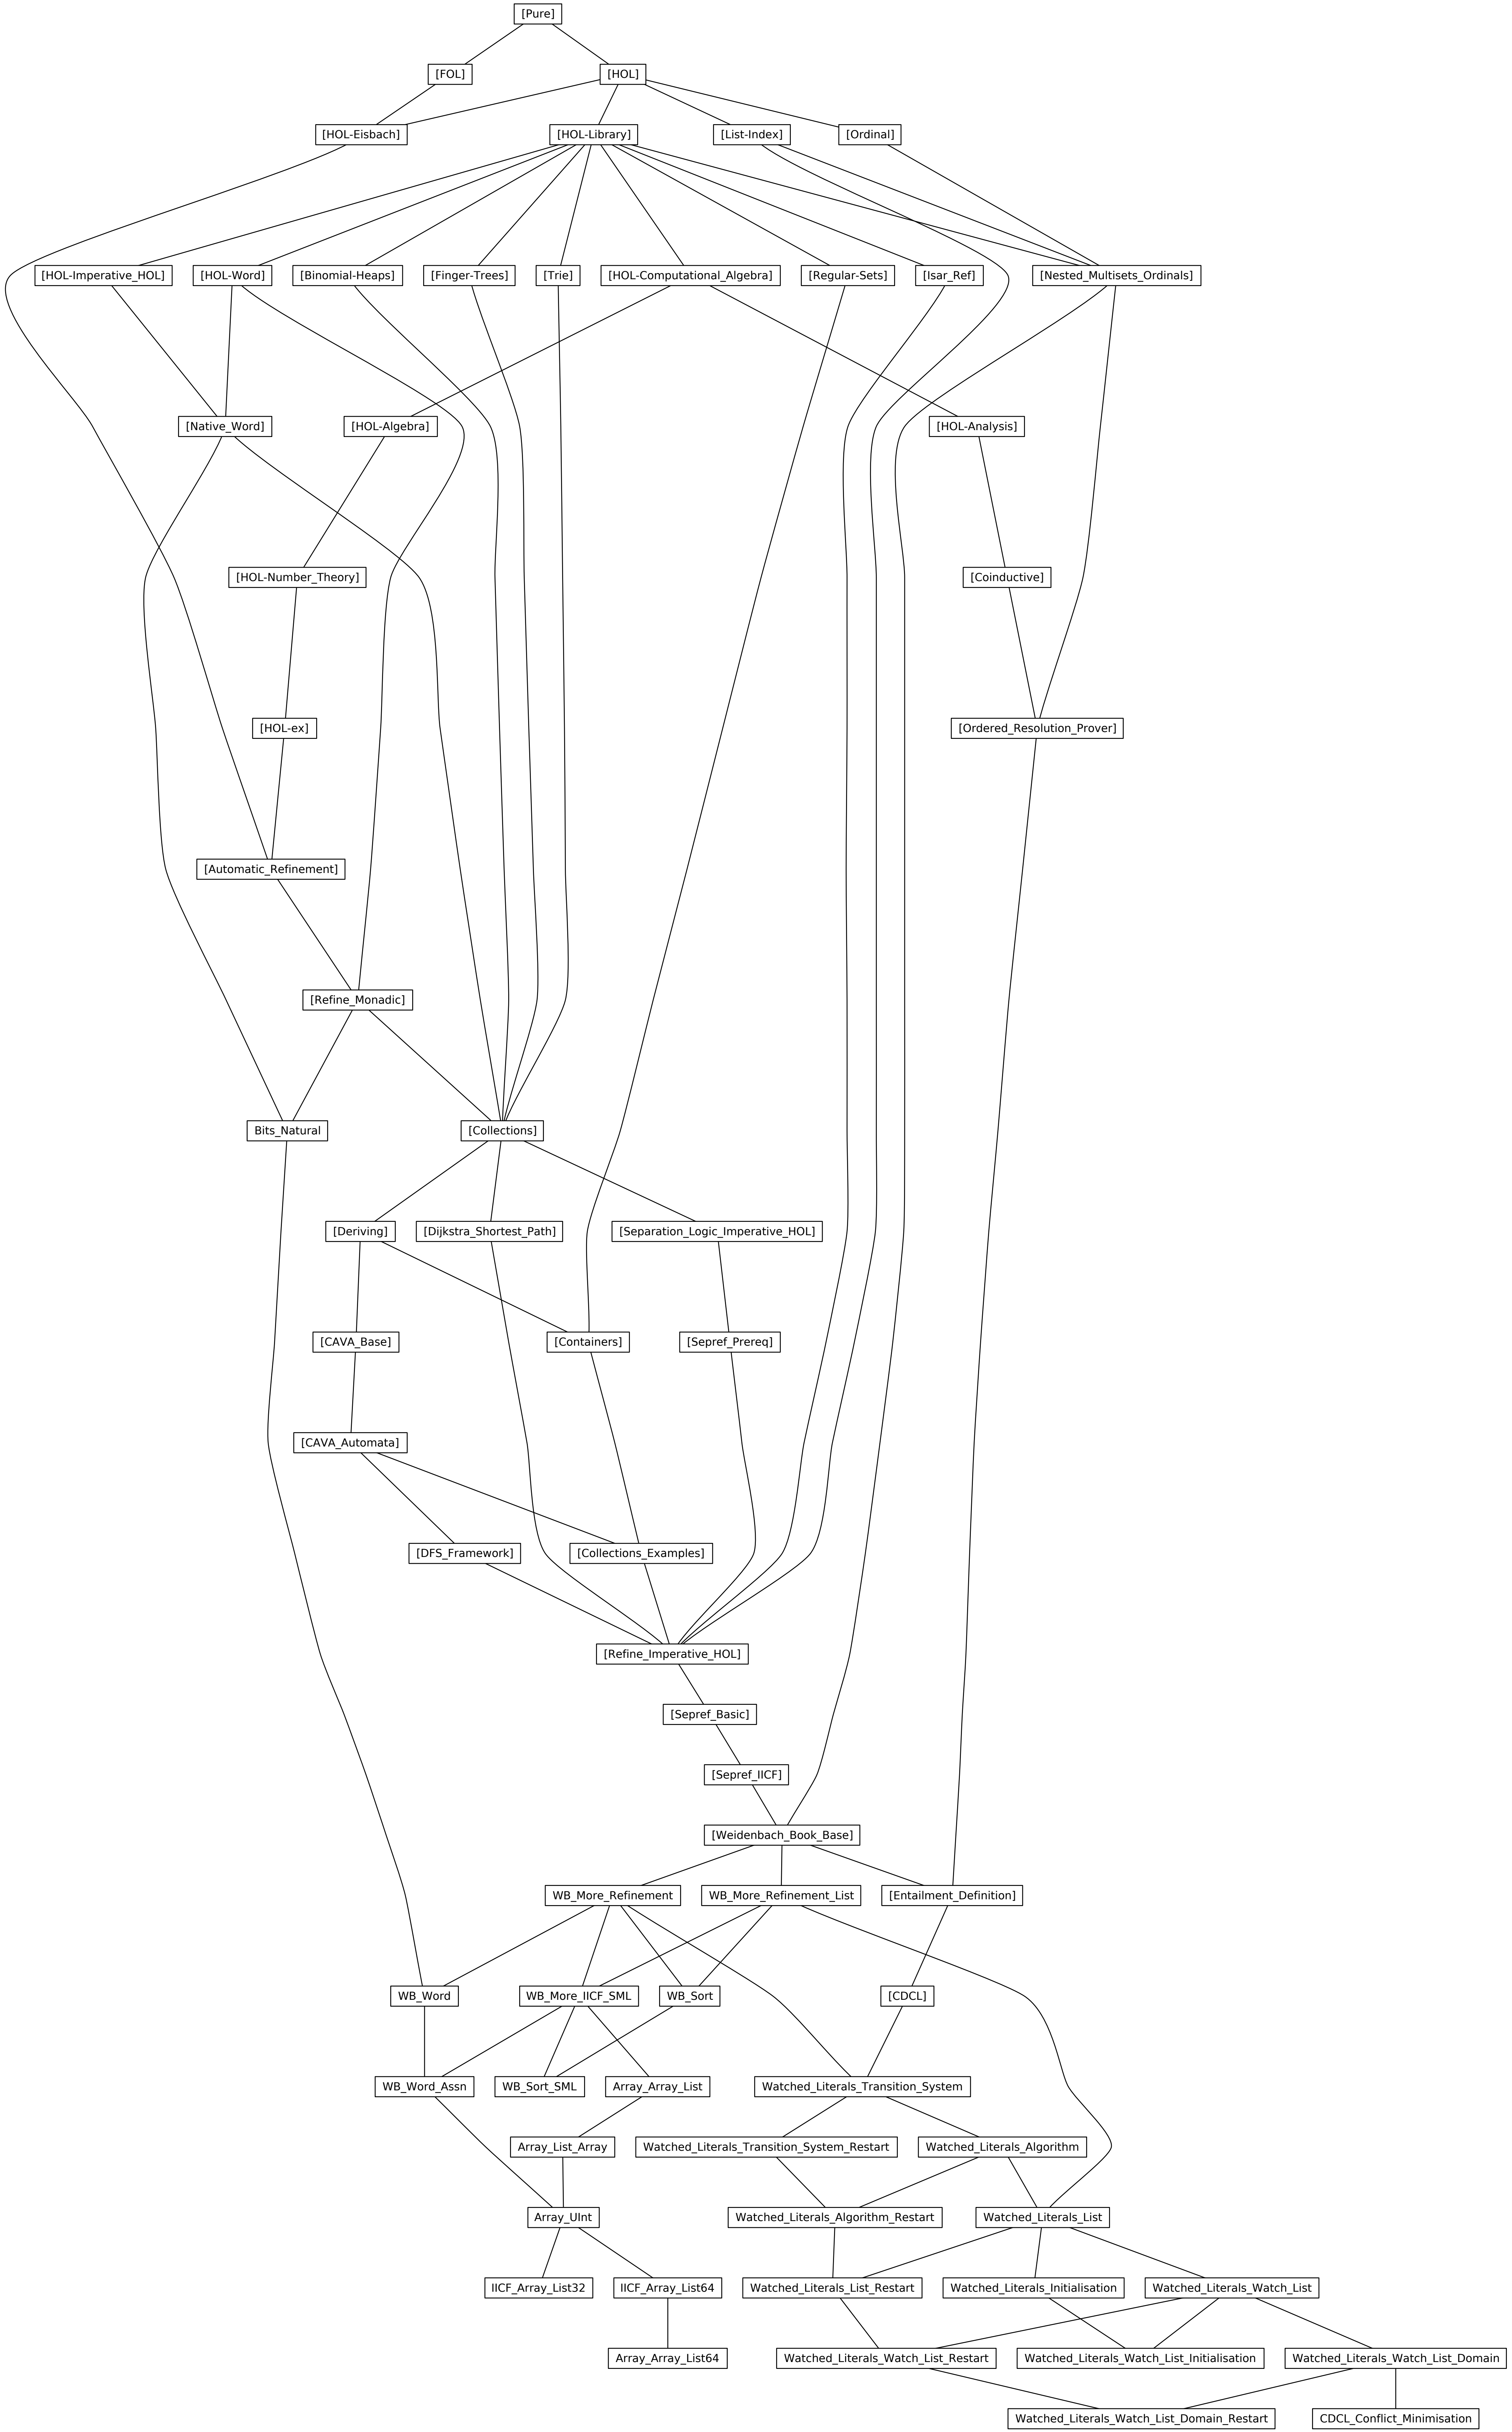 [Pure]
[FOL]
[HOL]
[HOL-Eisbach]
[HOL-Library]
[List-Index]
[Ordinal]
[HOL-Imperative_HOL]
[HOL-Word]
[Binomial-Heaps]
[Finger-Trees]
[Trie]
[HOL-Computational_Algebra]
[Regular-Sets]
[Isar_Ref]
[Nested_Multisets_Ordinals]
[Native_Word]
[HOL-Algebra]
[HOL-Analysis]
[HOL-Number_Theory]
[Coinductive]
[HOL-ex]
[Ordered_Resolution_Prover]
[Automatic_Refinement]
[Refine_Monadic]
Bits_Natural
[Collections]
[Deriving]
[Dijkstra_Shortest_Path]
[Separation_Logic_Imperative_HOL]
[CAVA_Base]
[Containers]
[Sepref_Prereq]
[CAVA_Automata]
[DFS_Framework]
[Collections_Examples]
[Refine_Imperative_HOL]
[Sepref_Basic]
[Sepref_IICF]
[Weidenbach_Book_Base]
WB_More_Refinement
WB_More_Refinement_List
[Entailment_Definition]
WB_Word
WB_More_IICF_SML
WB_Sort
[CDCL]
WB_Word_Assn
WB_Sort_SML
Array_Array_List
Watched_Literals_Transition_System
Array_List_Array
Watched_Literals_Transition_System_Restart
Watched_Literals_Algorithm
Array_UInt
Watched_Literals_Algorithm_Restart
Watched_Literals_List
IICF_Array_List32
IICF_Array_List64
Watched_Literals_List_Restart
Watched_Literals_Initialisation
Watched_Literals_Watch_List
Array_Array_List64
Watched_Literals_Watch_List_Restart
Watched_Literals_Watch_List_Initialisation
Watched_Literals_Watch_List_Domain
Watched_Literals_Watch_List_Domain_Restart
CDCL_Conflict_Minimisation